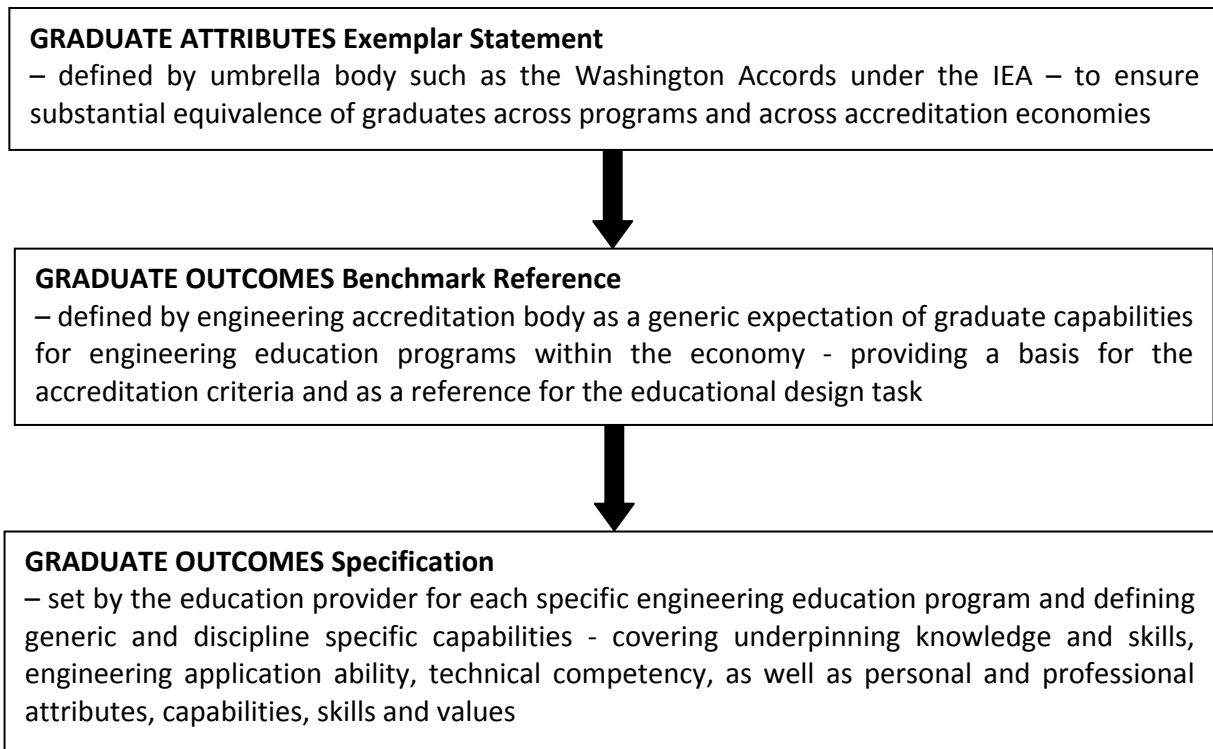 GRADUATE ATTRIBUTES Exemplar Statement
– defined by umbrella body such as the Washington Accords under the IEA – to ensure
substantial equivalence of graduates across programs and across accreditation economies
GRADUATE OUTCOMES Benchmark Reference
– defined by engineering accreditation body as a generic expectation of graduate capabilities
for engineering education programs within the economy - providing a basis for the
accreditation criteria and as a reference for the educational design task
GRADUATE OUTCOMES Specification
– set by the education provider for each specific engineering education program and defining
generic and discipline specific capabilities - covering underpinning knowledge and skills,
engineering application ability, technical competency, as well as personal and professional
attributes, capabilities, skills and values